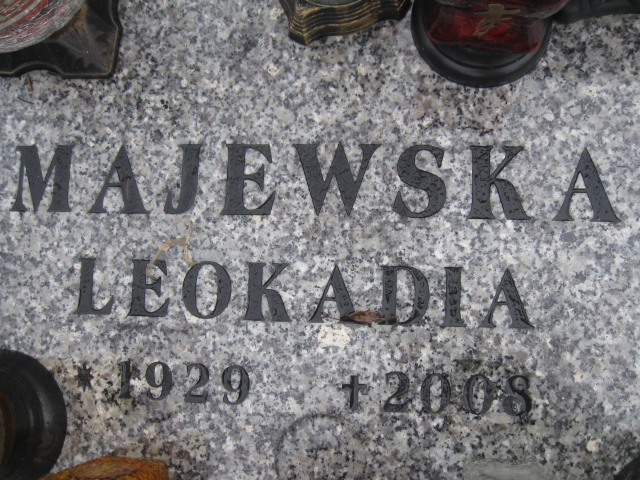 MAJEWSKA
LEOKADIA
* 1929 † 2008